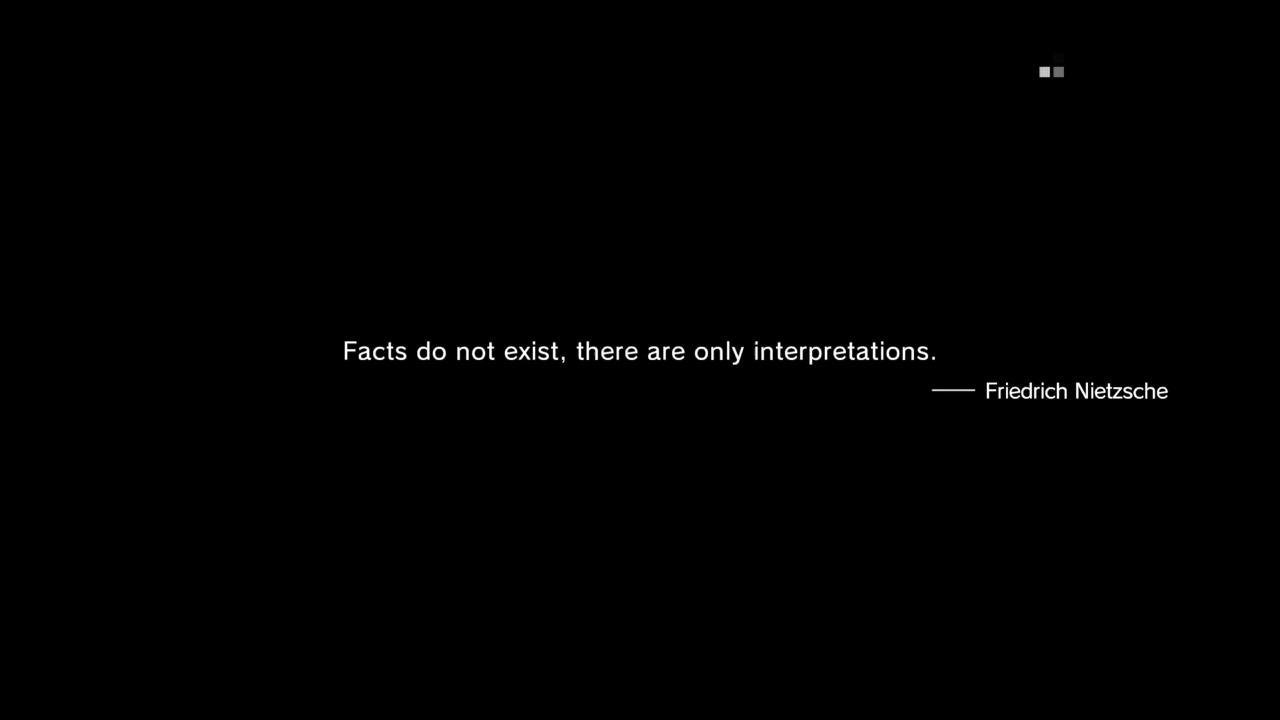 Facts do not exist, there are only interpretations.
—— Friedrich Nietzsche